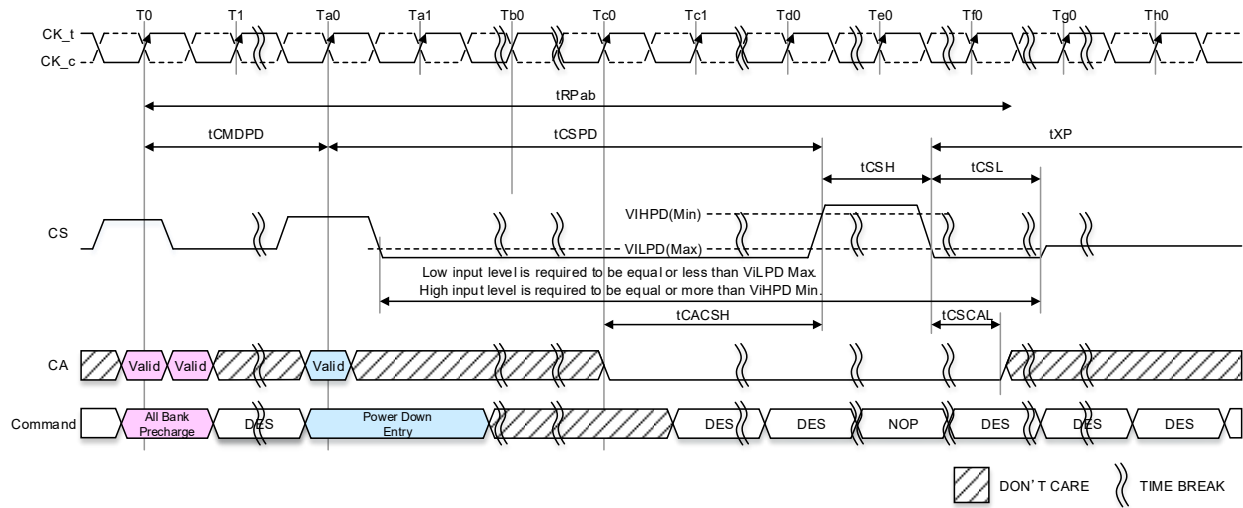 T0 T1 Ta0 Ta1 Tb0 Tc0 Tc1 Td0 Te0 Tf0 Tg0 Th0
CK_t
CK_c
tRPab
tCMDPD tCSPD tXP
tCSH tCSL
VIHPD(Min)
CS
VILPD(Max)
Low input level is required to be equal or less than ViLPD Max.
High input level is required to be equal or more than ViHPD Min.
tCACSH tCSCAL
CA Valid Valid Valid
Command All Bank Precharge DES Power Down Entry DES DES NOP DES DES DES
DON'T CARE TIME BREAK